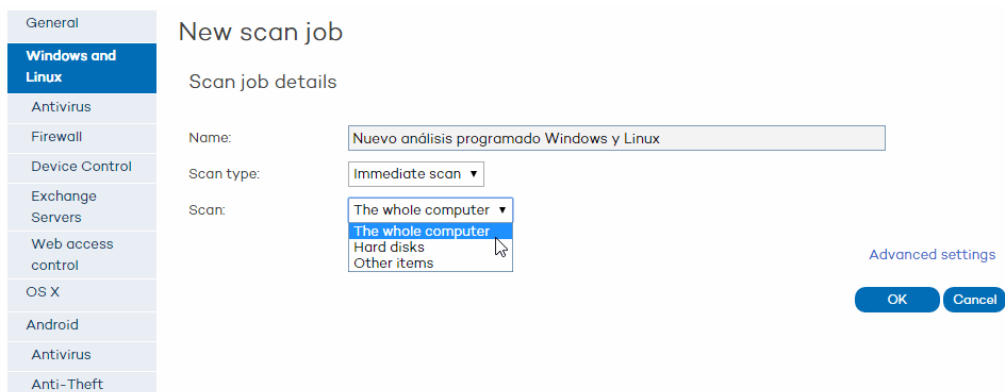 General
Windows and
Linux
Antivirus
Firewall
Device Control
Exchange
Servers
Web access
control
OS X
Android
Antivirus
Anti-Theft
New scan job
Scan job details
Name: Nuevo análisis programado Windows y Linux
Scan type: Immediate scan
Scan: The whole computer
The whole computer
Hard disks
Other items
Advanced settings
OK Cancel